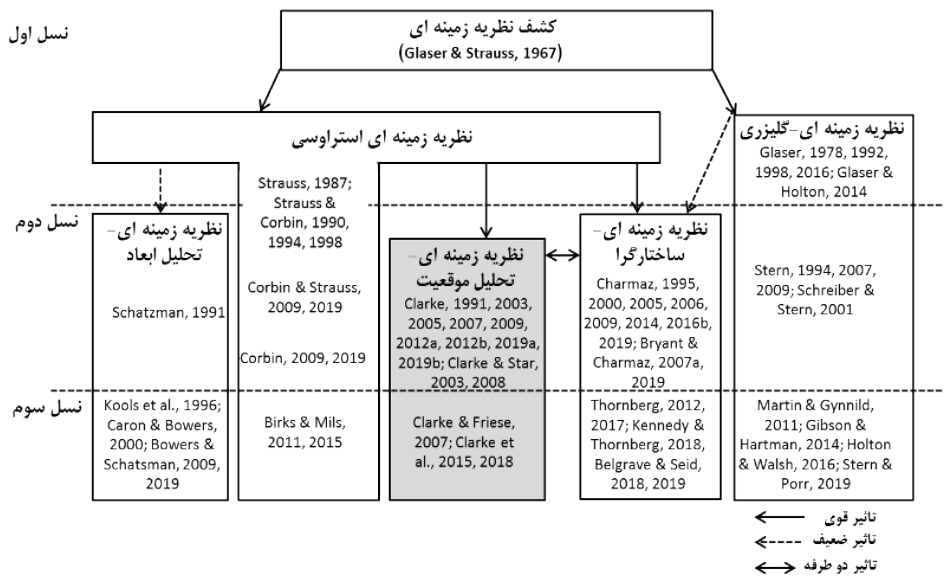 نسل اول
کشف نظریه زمینه ای
(Glaser & Strauss, 1967)
نظریه زمینه ای استراوسی
نظریه زمینه ای-گلیزری
Glaser, 1978, 1992,
1998, 2016; Glaser &
Holton, 2014
Strauss, 1987;
Strauss &
Corbin, 1990,
1994, 1998
نسل دوم
نظریه زمینه ای-
تحلیل ابعاد
Schatzman, 1991
Corbin & Strauss,
2009, 2019
Corbin, 2009, 2019
نظریه زمینه ای-
تحلیل موقعیت
Clarke, 1991, 2003,
2005, 2007, 2009,
2012a, 2012b, 2019a,
2019b; Clarke & Star,
2003, 2008
نظریه زمینه ای-
ساختارگرا
Charmaz, 1995,
2000, 2005, 2006,
2009, 2014, 2016b,
2019; Bryant &
Charmaz, 2007a,
2019
Stern, 1994, 2007,
2009; Schreiber &
Stern, 2001
نسل سوم
Kools et al., 1996;
Caron & Bowers,
2000; Bowers &
Schatsman, 2009,
2019
Birks & Mils,
2011, 2015
Clarke & Friese,
2007; Clarke et
al., 2015, 2018
Thornberg, 2012,
2017; Kennedy &
Thornberg, 2018,
Belgrave & Seid,
2018, 2019
Martin & Gynnild,
2011; Gibson &
Hartman, 2014; Holton
& Walsh, 2016; Stern &
Porr, 2019
تاثیر قوی
تاثیر ضعیف
تاثیر دو طرفه